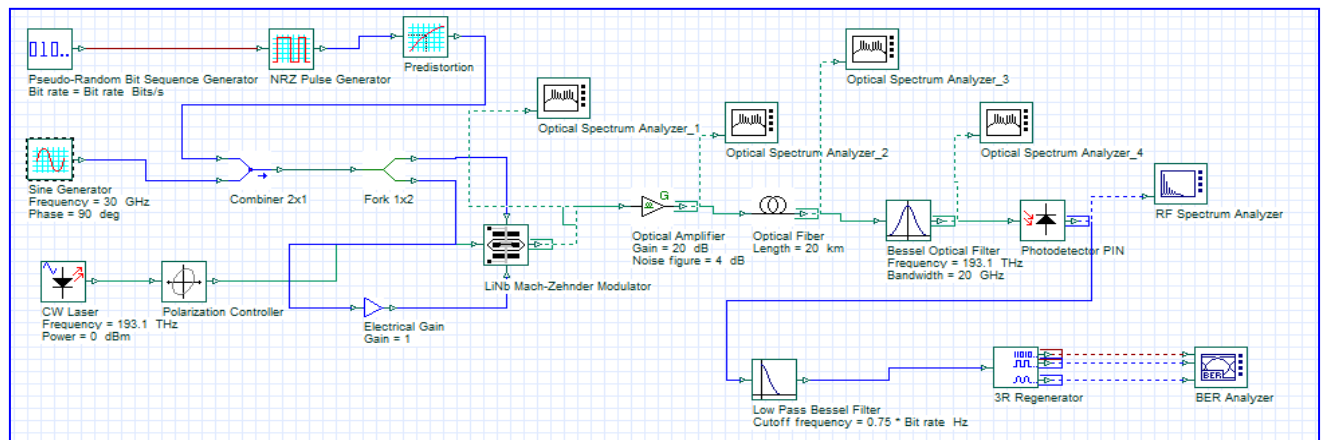 010..
Pseudo-Random Bit Sequence Generator
Bit rate = Bit rate Bits/s
NRZ Pulse Generator
Predistortion
Optical Spectrum Analyzer_3
Optical Spectrum Analyzer_1
Optical Spectrum Analyzer_2
Optical Spectrum Analyzer_4
Sine Generator
Frequency = 30 GHz
Phase = 90 deg
Combiner 2x1
Fork 1x2
RF Spectrum Analyzer
G
Optical Amplifier
Gain = 20 dB
Noise figure = 4 dB
Optical Fiber
Length = 20 km
Bessel Optical Filter
Frequency = 193.1 THz
Bandwidth = 20 GHz
Photodetector PIN
LiNb Mach-Zehnder Modulator
CW Laser
Frequency = 193.1 THz
Power = 0 dBm
Polarization Controller
Electrical Gain
Gain = 1
Low Pass Bessel Filter
Cutoff frequency = 0.75 * Bit rate Hz
3R Regenerator
BER
BER Analyzer